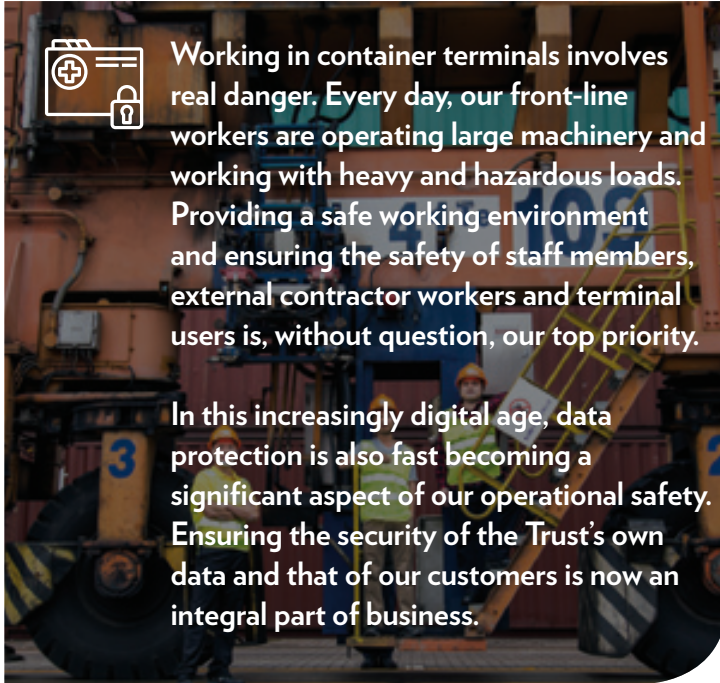 Working in container terminals involves
real danger. Every day, our front-line
workers are operating large machinery and
working with heavy and hazardous loads.
Providing a safe working environment
and ensuring the safety of staff members,
external contractor workers and terminal
users is, without question, our top priority.
In this increasingly digital age, data
protection is also fast becoming a
significant aspect of our operational safety.
Ensuring the security of the Trust’s own
data and that of our customers is now an
integral part of business.
4
109
3
2